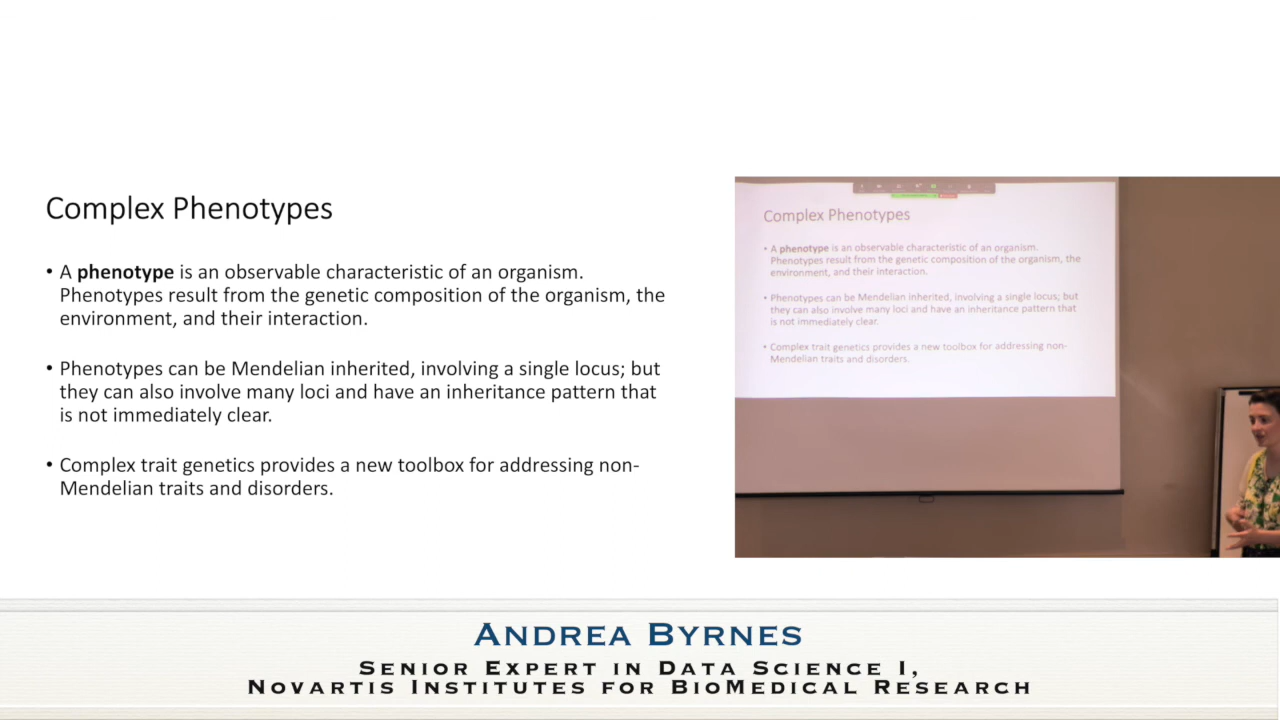 Complex Phenotypes
• A phenotype is an observable characteristic of an organism.
Phenotypes result from the genetic composition of the organism, the
environment, and their interaction.
• Phenotypes can be Mendelian inherited, involving a single locus; but
they can also involve many loci and have an inheritance pattern that
is not immediately clear.
• Complex trait genetics provides a new toolbox for addressing non-
Mendelian traits and disorders.
Complex Phenotypes
• A phenotype is an observable characteristic of an organism.
Phenotypes result from the genetic composition of the organism, the
environment, and their interaction.
• Phenotypes can be Mendelian inherited, involving a single locus; but
they can also involve many loci and have an inheritance pattern that
is not immediately clear.
• Complex trait genetics provides a new toolbox for addressing non-
Mendelian traits and disorders.
Andrea Byrnes
Senior Expert in Data Science I,
Novartis Institutes for BioMedical Research